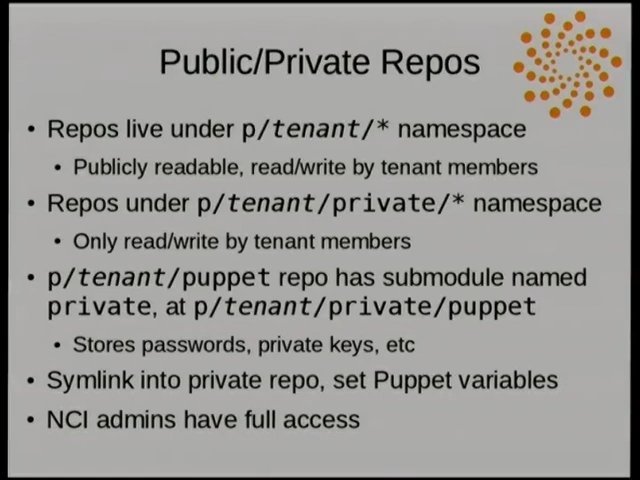 Public/Private Repos
• Repos live under p/tenant/* namespace
• Publicly readable, read/write by tenant members
• Repos under p/tenant/private/* namespace
• Only read/write by tenant members
• p/tenant/puppet repo has submodule named
private, at p/tenant/private/puppet
• Stores passwords, private keys, etc
• Symlink into private repo, set Puppet variables
• NCI admins have full access